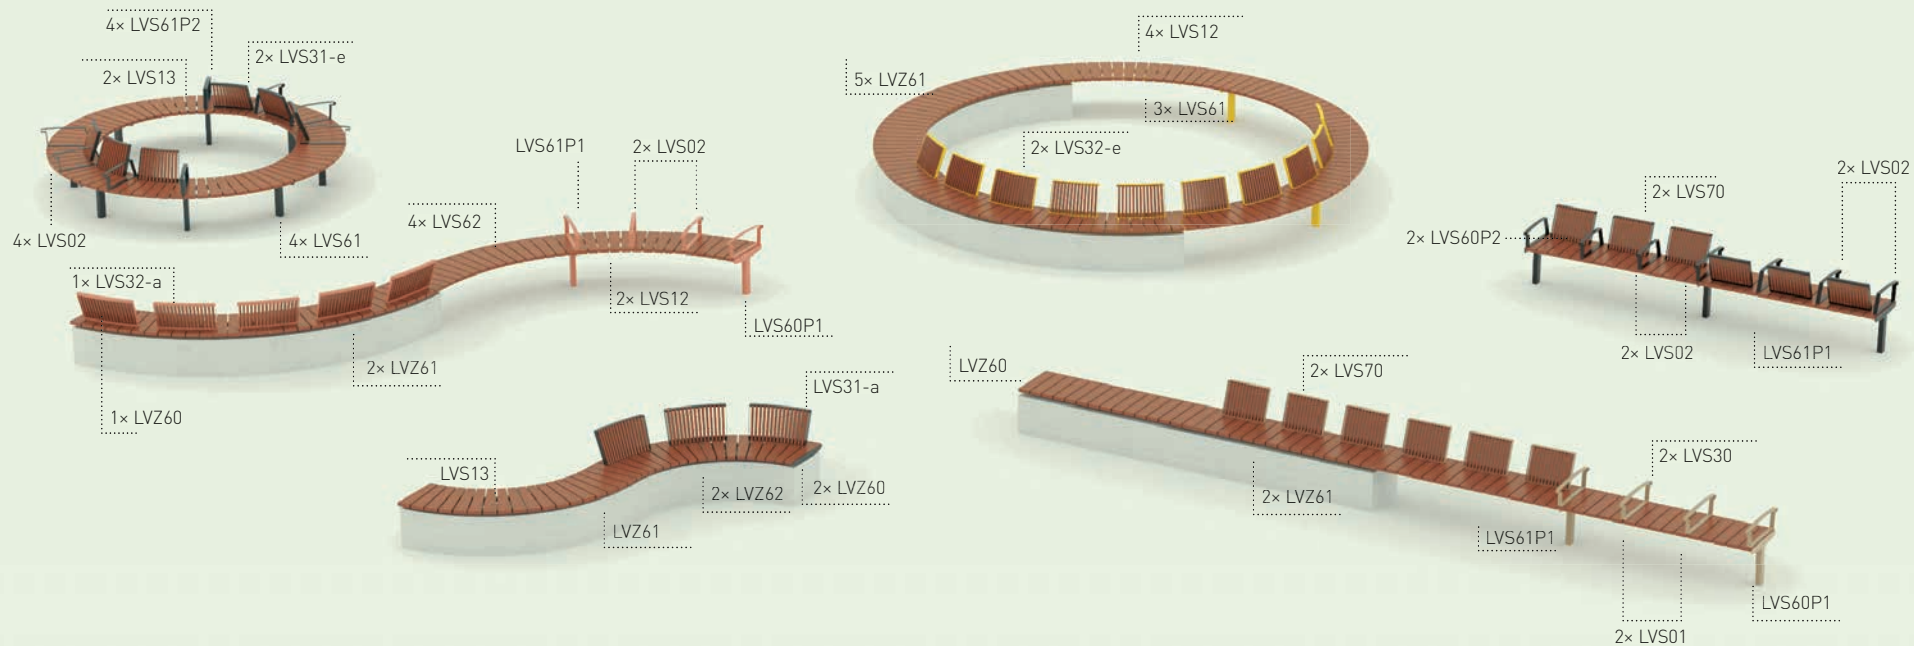 4× LVS61P2
2× LVS31-e
2× LVS13
4× LVS02
4× LVS61
LVS61P1
2× LVS02
4× LVS62
1× LVS32-a
2× LVS12
LVS60P1
2× LVZ61
1× LVZ60
LVS31-a
LVS13
2× LVZ62
2× LVZ60
LVZ61
4× LVS12
5× LVZ61
3× LVS61
2× LVS32-e
2× LVS02
2× LVS70
2× LVS60P2
2× LVS02
LVS61P1
LVZ60
2× LVS70
2× LVS30
2× LVZ61
LVS61P1
LVS60P1
2× LVS01